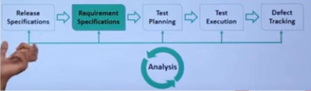 Release
Specifications
Requirement
Specifications
Test
Planning
Test
Execution
Defect
Tracking
Analysis